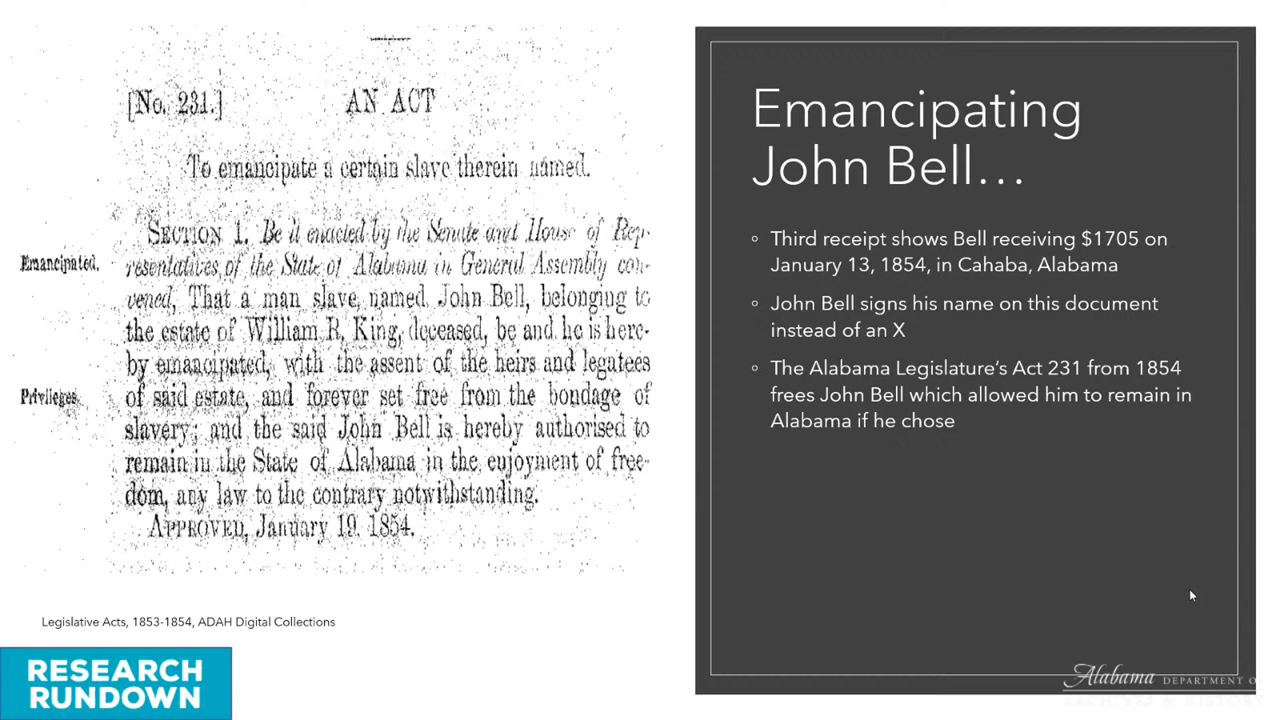 [No. 231.] AN ACT
To emancipate a certain slave therein named.
SECTION 1. Be it enacted by the Senate and House of Rep-
Emancipated. resentatives of the State of Alabama in General Assembly con-
vened, That a man slave named John Bell, belonging to
the estate of William R. King, deceased, be and he is here-
by emancipated, with the assent of the heirs and legatees
Privileges. of said estate, and forever set free from the bondage of
slavery; and the said John Bell is hereby authorised to
remain in the State of Alabama in the enjoyment of free-
dom, any law to the contrary notwithstanding.
APPROVED, January 19, 1854.
Legislative Acts, 1853-1854, ADAH Digital Collections
RESEARCH
RUNDOWN
Emancipating
John Bell...
Third receipt shows Bell receiving $1705 on
January 13, 1854, in Cahaba, Alabama
John Bell signs his name on this document
instead of an X
The Alabama Legislature's Act 231 from 1854
frees John Bell which allowed him to remain in
Alabama if he chose
Alabama DEPARTMENT O